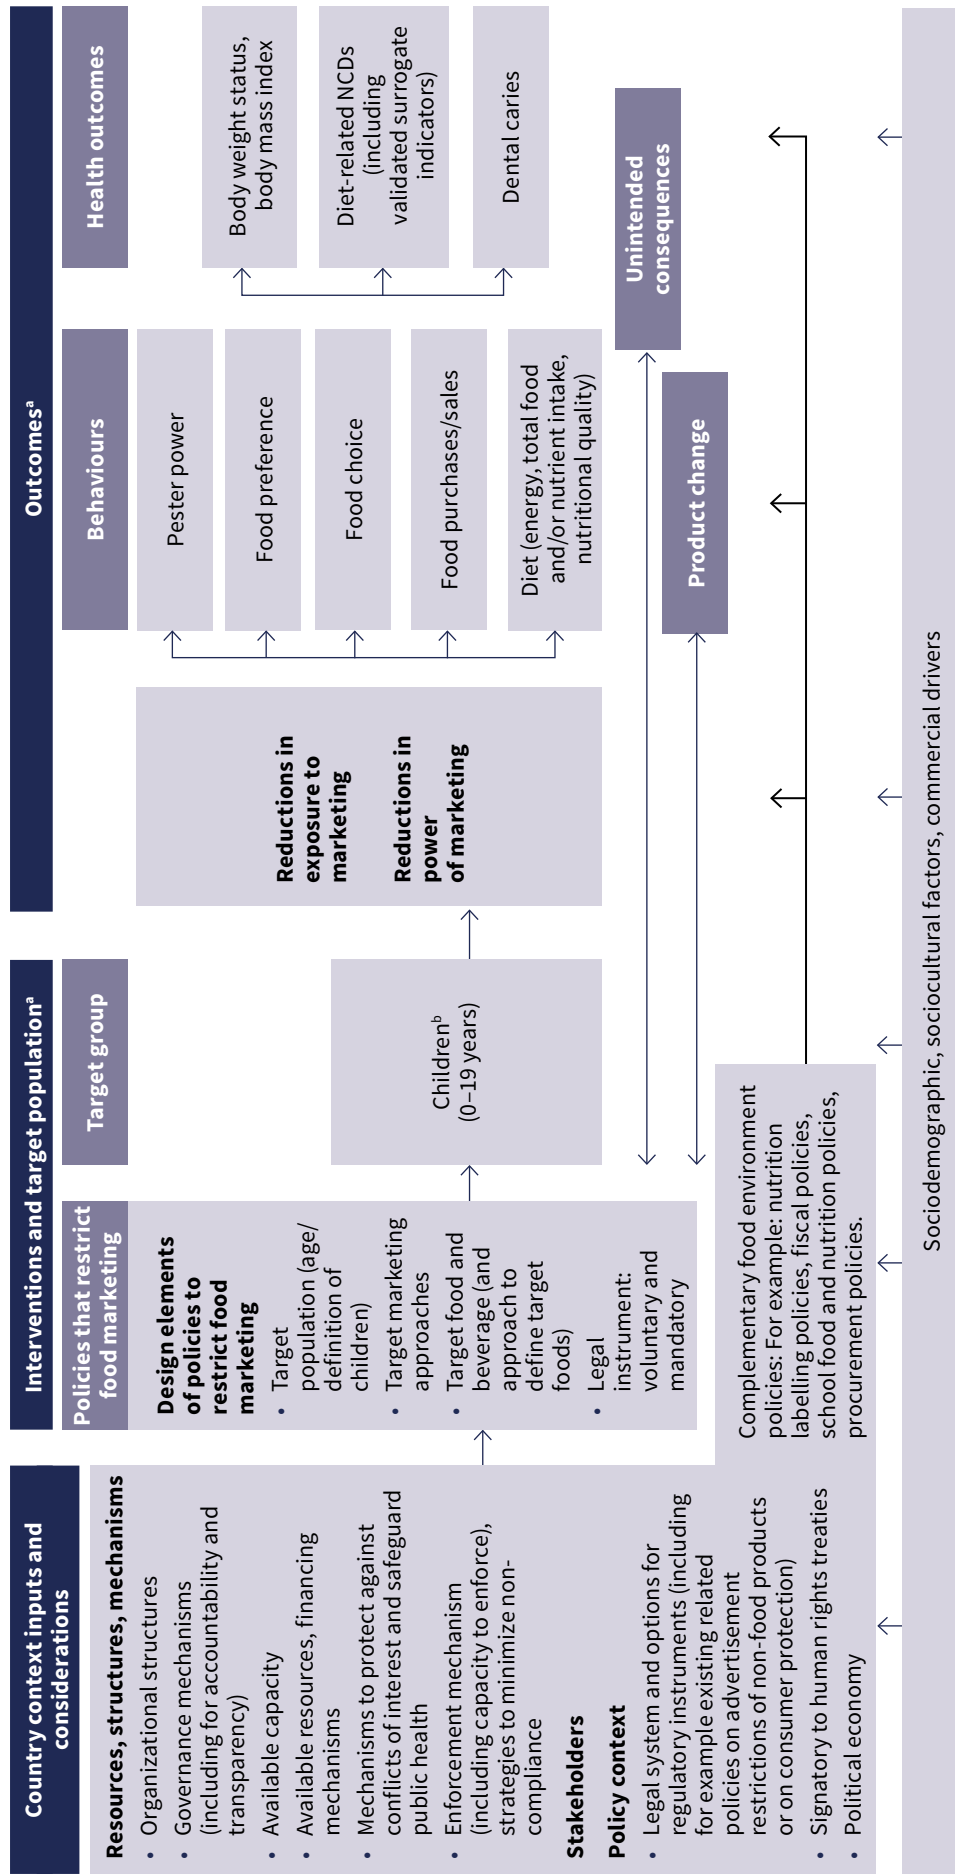 Country context inputs and
considerations
Resources, structures, mechanisms
• Organizational structures
• Governance mechanisms
(including for accountability and
transparency)
• Available capacity
• Available resources, financing
mechanisms
• Mechanisms to protect against
conflicts of interest and safeguard
public health
• Enforcement mechanism
(including capacity to enforce),
strategies to minimize non-
compliance
Stakeholders
Policy context
• Legal system and options for
regulatory instruments (including
for example existing related
policies on advertisement
restrictions of non-food products
or on consumer protection)
• Signatory to human rights treaties
• Political economy
Interventions and target populationᵃ
Policies that restrict
food marketing
Design elements
of policies to
restrict food
marketing
• Target
population (age/
definition of
children)
• Target marketing
approaches
• Target food and
beverage (and
approach to
define target
foods)
• Legal
instrument:
voluntary and
mandatory
Target group
Childrenᵇ
(0–19 years)
Complementary food environment
policies: For example: nutrition
labelling policies, fiscal policies,
school food and nutrition policies,
procurement policies.
Outcomesᵃ
Reductions in
exposure to
marketing
Reductions in
power
of marketing
Behaviours
Pester power
Food preference
Food choice
Food purchases/sales
Diet (energy, total food
and/or nutrient intake,
nutritional quality)
Product change
Health outcomes
Body weight status,
body mass index
Diet-related NCDs
(including
validated surrogate
indicators)
Dental caries
Unintended
consequences
Sociodemographic, sociocultural factors, commercial drivers